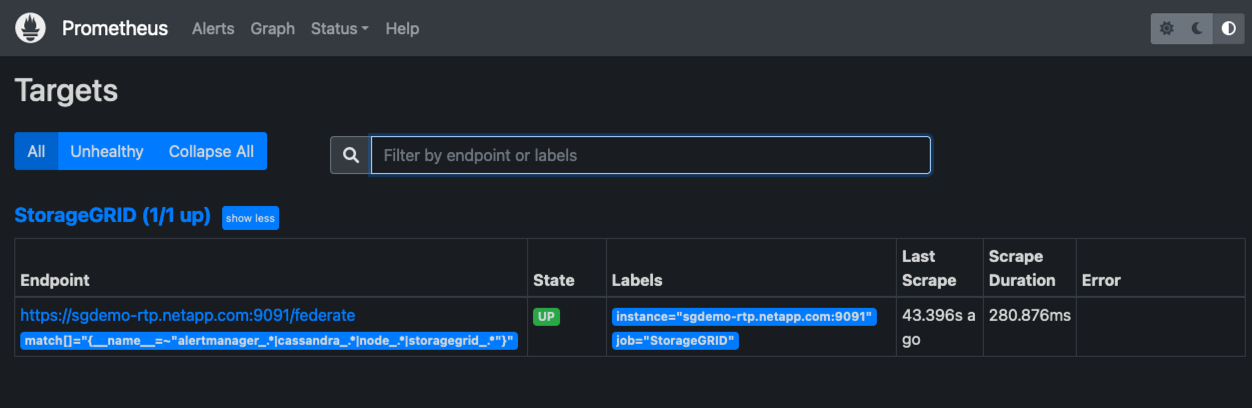 Prometheus Alerts Graph Status Help
Targets
All Unhealthy Collapse All
Filter by endpoint or labels
StorageGRID (1/1 up) show less
Endpoint State Labels Last Scrape Scrape Duration Error
https://sgdemo-rtp.netapp.com:9091/federate UP instance="sgdemo-rtp.netapp.com:9091" 43.396s a 280.876ms
match[]="{__name__=~"alertmanager_.*|cassandra_.*|node_.*|storagegrid_.*"}" job="StorageGRID" go